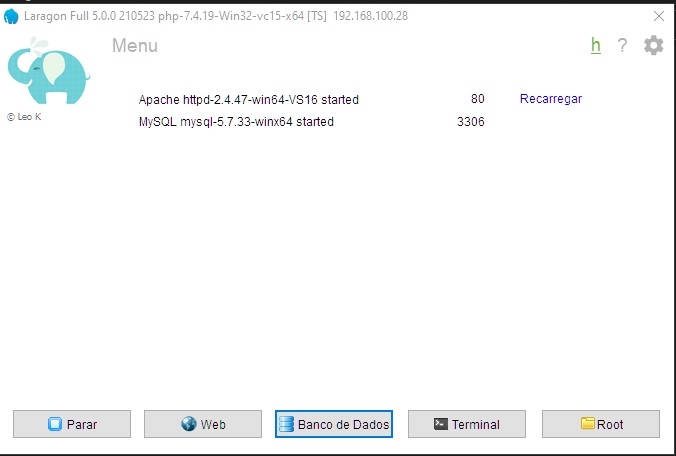 Laragon Full 5.0.0 210523 php-7.4.19-Win32-vc15-x64 [TS] 192.168.100.28
Menu
h ?
© Leo K
Apache httpd-2.4.47-win64-VS16 started 80 Recarregar
MySQL mysql-5.7.33-winx64 started 3306
Parar Web Banco de Dados Terminal Root